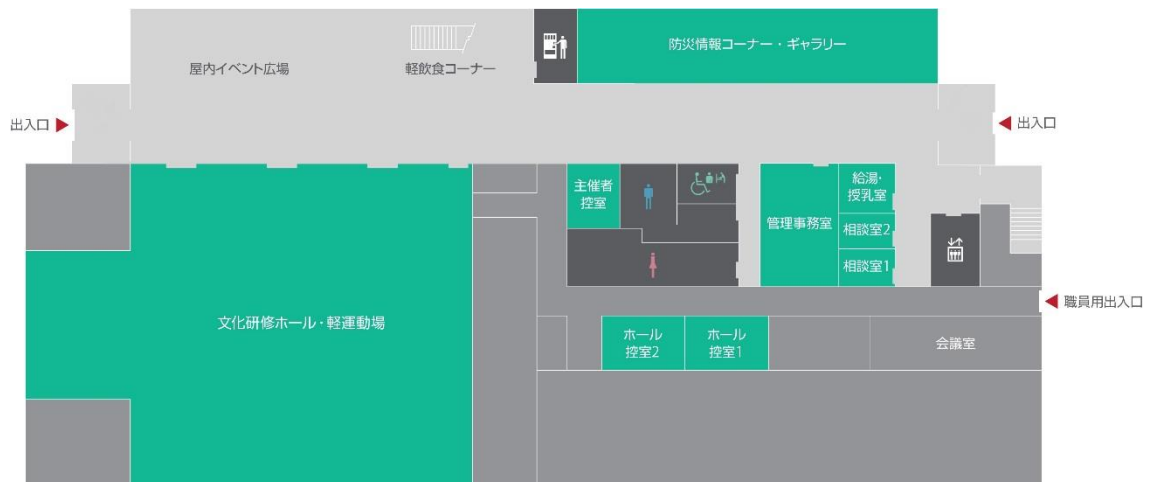 防災情報コーナー・ギャラリー
屋内イベント広場
軽飲食コーナー
出入口
出入口
主催者
控室
管理事務室
給湯・
授乳室
相談室2
相談室1
職員用出入口
文化研修ホール・軽運動場
ホール
控室2
ホール
控室1
会議室